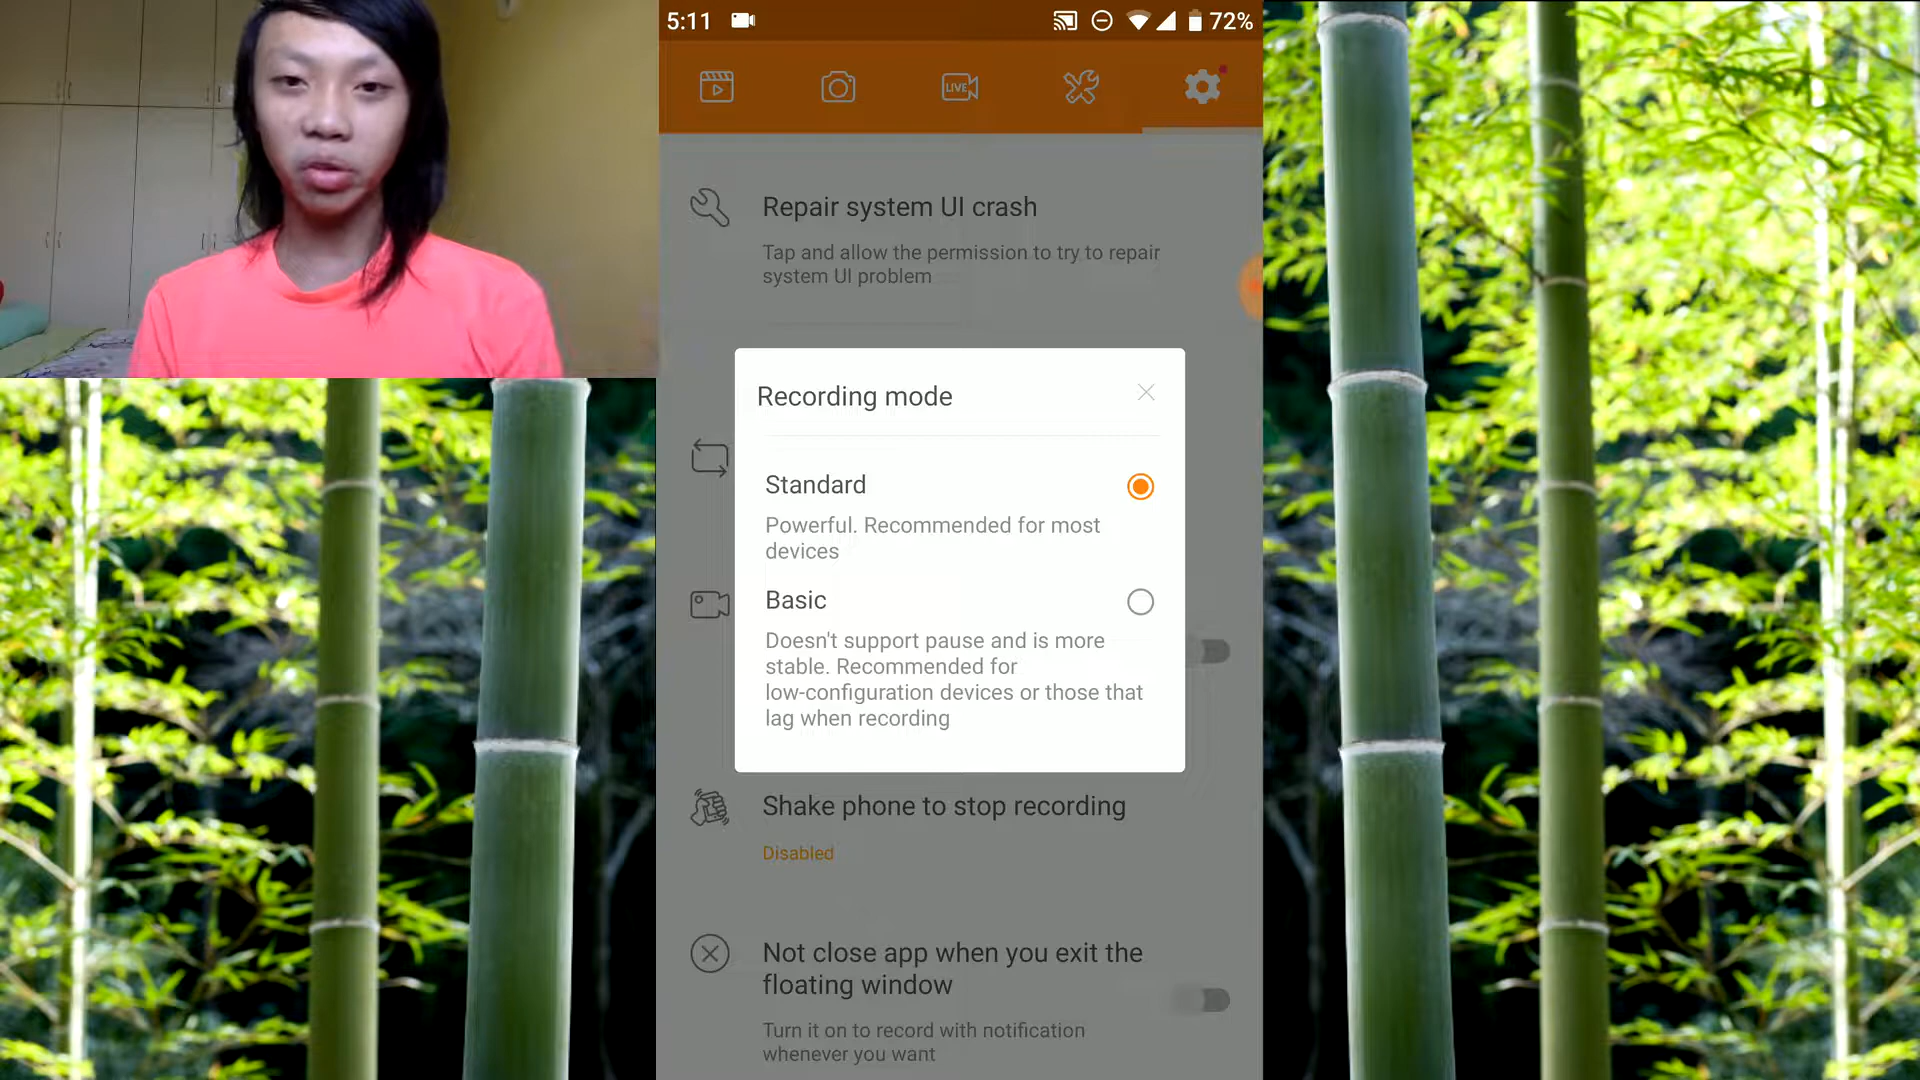 5:11
72%
LIVE
Repair system UI crash
Tap and allow the permission to try to repair
system UI problem
Recording mode
Standard
Powerful. Recommended for most
devices
Basic
Doesn't support pause and is more
stable. Recommended for
low-configuration devices or those that
lag when recording
Shake phone to stop recording
Disabled
Not close app when you exit the
floating window
Turn it on to record with notification
whenever you want